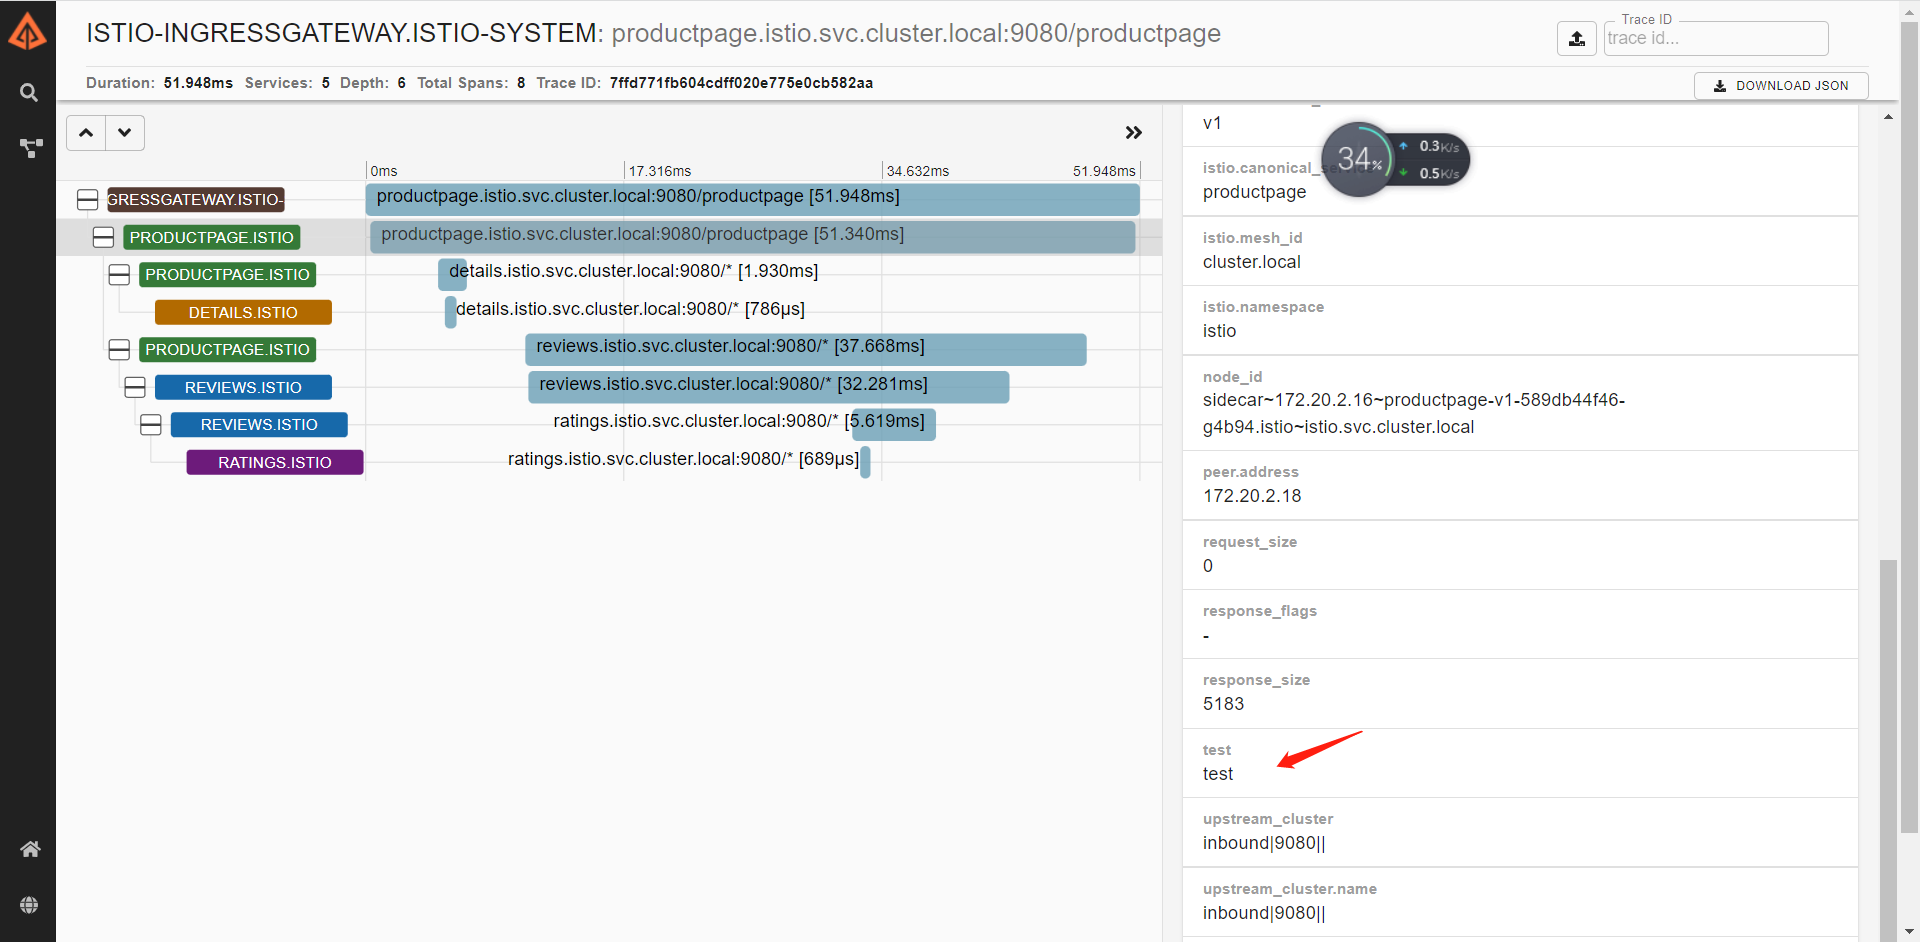 ISTIO-INGRESSGATEWAY.ISTIO-SYSTEM: productpage.istio.svc.cluster.local:9080/productpage
Trace ID
trace id...
Duration: 51.948ms Services: 5 Depth: 6 Total Spans: 8 Trace ID: 7ffd771fb604cdff020e775e0cb582aa
DOWNLOAD JSON
0ms 17.316ms 34.632ms 51.948ms
GRESSGATEWAY.ISTIO- productpage.istio.svc.cluster.local:9080/productpage [51.948ms]
PRODUCTPAGE.ISTIO productpage.istio.svc.cluster.local:9080/productpage [51.340ms]
PRODUCTPAGE.ISTIO details.istio.svc.cluster.local:9080/* [1.930ms]
DETAILS.ISTIO details.istio.svc.cluster.local:9080/* [786μs]
PRODUCTPAGE.ISTIO reviews.istio.svc.cluster.local:9080/* [37.668ms]
REVIEWS.ISTIO reviews.istio.svc.cluster.local:9080/* [32.281ms]
REVIEWS.ISTIO ratings.istio.svc.cluster.local:9080/* [5.619ms]
RATINGS.ISTIO ratings.istio.svc.cluster.local:9080/* [689μs]
v1
34%
0.3K/s
0.5K/s
istio.canonical_
productpage
istio.mesh_id
cluster.local
istio.namespace
istio
node_id
sidecar~172.20.2.16~productpage-v1-589db44f46-
g4b94.istio~istio.svc.cluster.local
peer.address
172.20.2.18
request_size
0
response_flags
-
response_size
5183
test
test
upstream_cluster
inbound|9080||
upstream_cluster.name
inbound|9080||